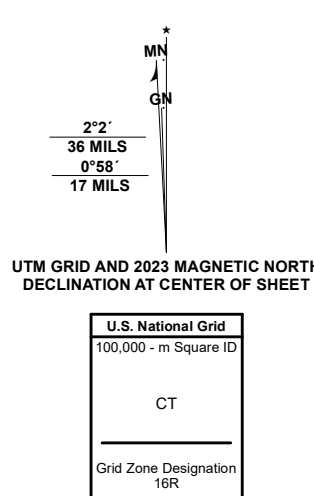 MN
GN
2°2´
36 MILS
0°58´
17 MILS
UTM GRID AND 2023 MAGNETIC NORTH
DECLINATION AT CENTER OF SHEET
U.S. National Grid
100,000 - m Square ID
CT
Grid Zone Designation
16R